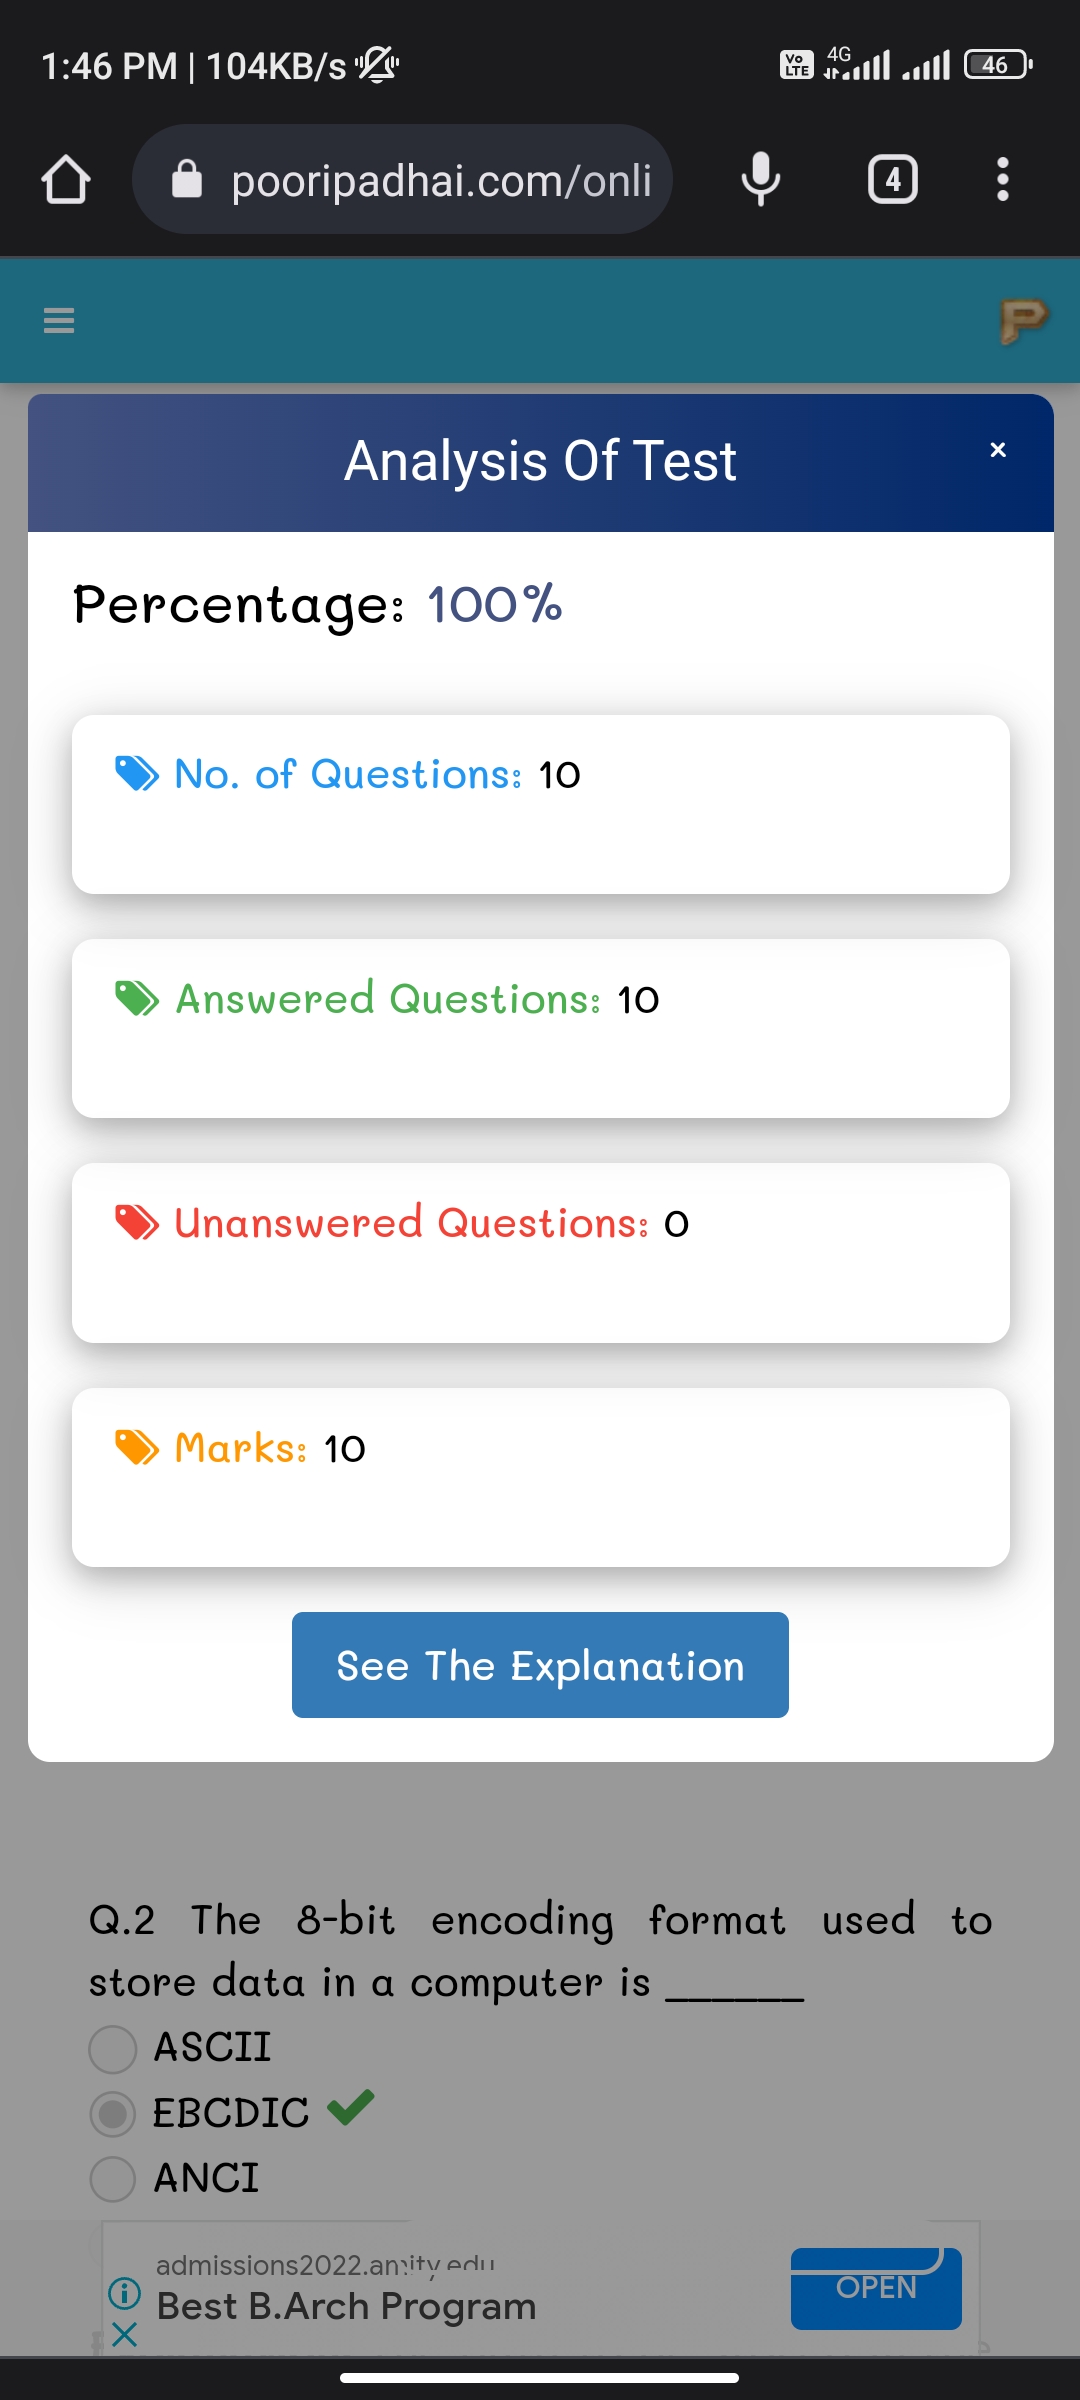 1:46 PM | 104KB/s
Vo LTE 4G 46
pooripadhai.com/onli
4
P
Analysis Of Test ×
Percentage: 100%
No. of Questions: 10
Answered Questions: 10
Unanswered Questions: 0
Marks: 10
See The Explanation
Q.2 The 8-bit encoding format used to
store data in a computer is ______
ASCII
EBCDIC
ANCI
admissions2022.amity.edu
Best B.Arch Program
OPEN